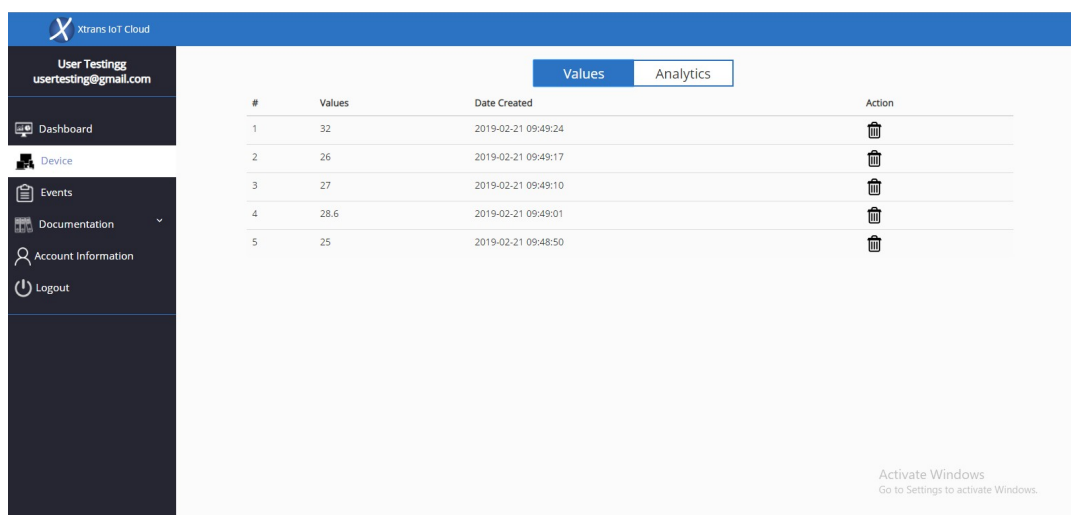 Xtrans IoT Cloud
User Testingg
usertesting@gmail.com
Dashboard
Device
Events
Documentation
Account Information
Logout
Values Analytics
# Values Date Created Action
1 32 2019-02-21 09:49:24
2 26 2019-02-21 09:49:17
3 27 2019-02-21 09:49:10
4 28.6 2019-02-21 09:49:01
5 25 2019-02-21 09:48:50
Activate Windows
Go to Settings to activate Windows.